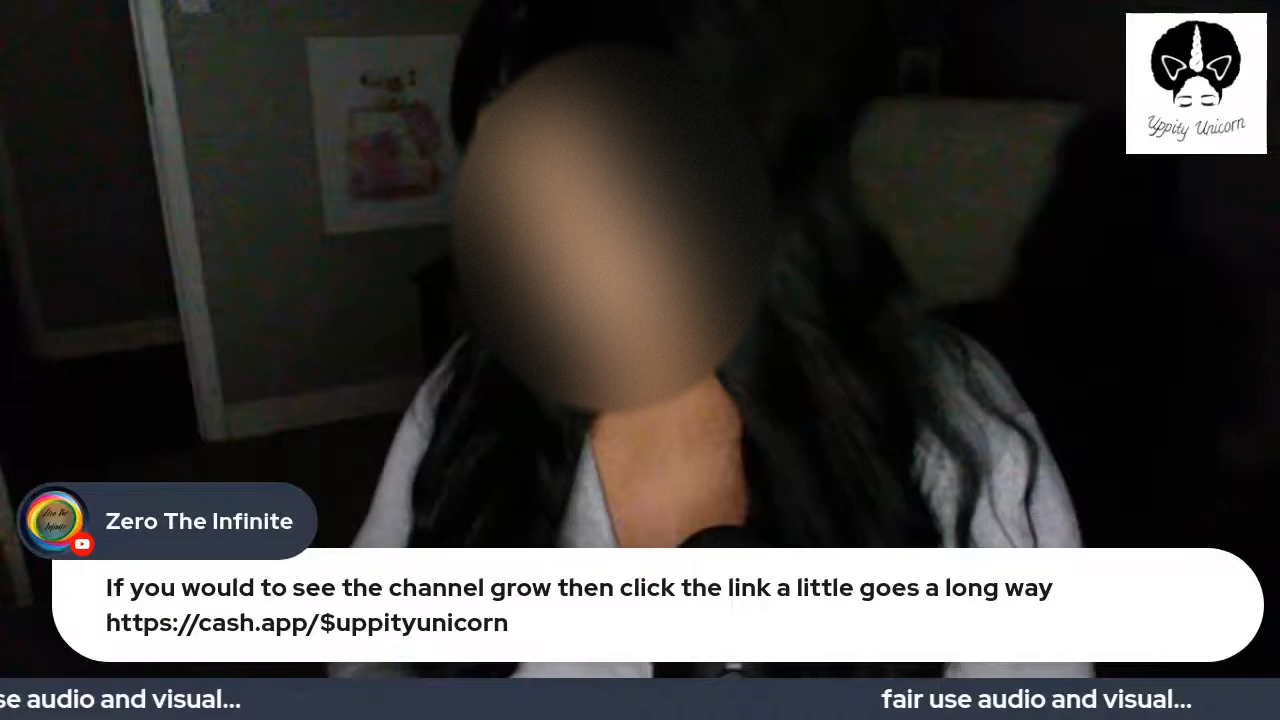 Uppity Unicorn
Zero The Infinite
If you would to see the channel grow then click the link a little goes a long way
https://cash.app/$uppityunicorn
se audio and visual...
fair use audio and visual...